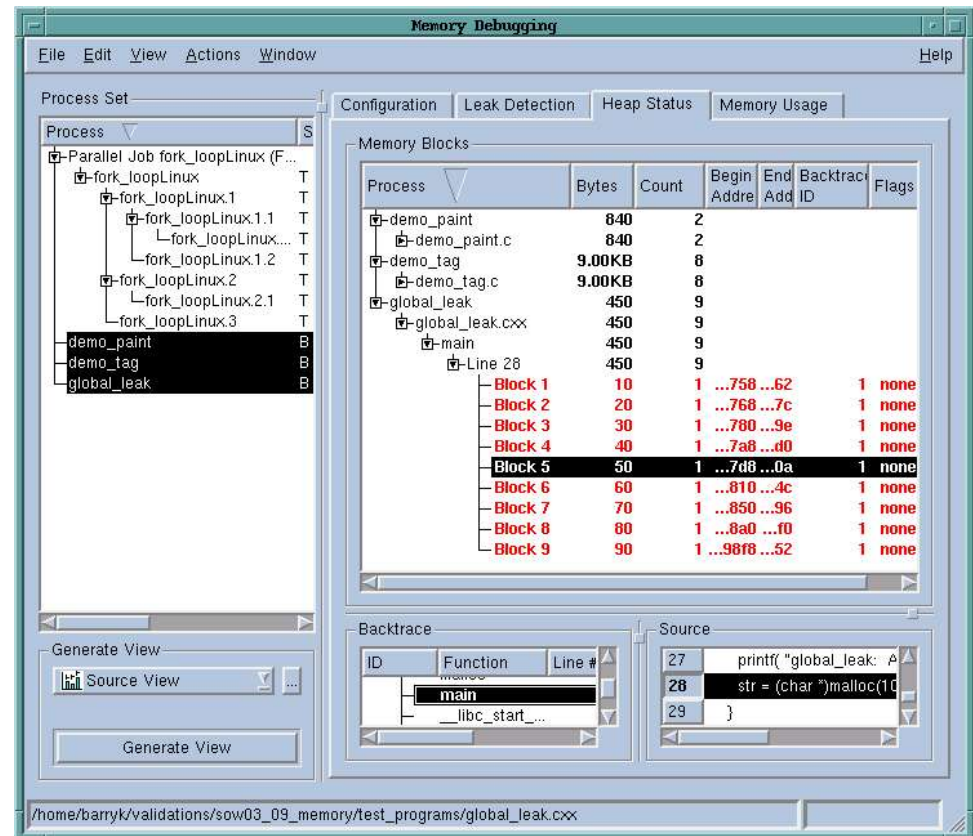 Memory Debugging
File Edit View Actions Window Help
Process Set
Process S
Parallel Job fork_loopLinux (F...
fork_loopLinux T
fork_loopLinux.1 T
fork_loopLinux.1.1 T
fork_loopLinux.... T
fork_loopLinux.1.2 T
fork_loopLinux.2 T
fork_loopLinux.2.1 T
fork_loopLinux.3 T
demo_paint B
demo_tag B
global_leak B
Generate View
Source View ...
Generate View
Configuration Leak Detection Heap Status Memory Usage
Memory Blocks
Process Bytes Count Begin Addre End Add Backtrac ID Flags
demo_paint 840 2
demo_paint.c 840 2
demo_tag 9.00KB 8
demo_tag.c 9.00KB 8
global_leak 450 9
global_leak.cxx 450 9
main 450 9
Line 28 450 9
Block 1 10 1 ...758 ...62 1 none
Block 2 20 1 ...768 ...7c 1 none
Block 3 30 1 ...780 ...9e 1 none
Block 4 40 1 ...7a8 ...d0 1 none
Block 5 50 1 ...7d8 ...0a 1 none
Block 6 60 1 ...810 ...4c 1 none
Block 7 70 1 ...850 ...96 1 none
Block 8 80 1 ...8a0 ...f0 1 none
Block 9 90 1 ...98f8 ...52 1 none
Backtrace
ID Function Line #
main
__libc_start_...
Source
27 printf( "global_leak: A
28 str = (char *)malloc(10
29 }
/home/barryk/validations/sow03_09_memory/test_programs/global_leak.cxx